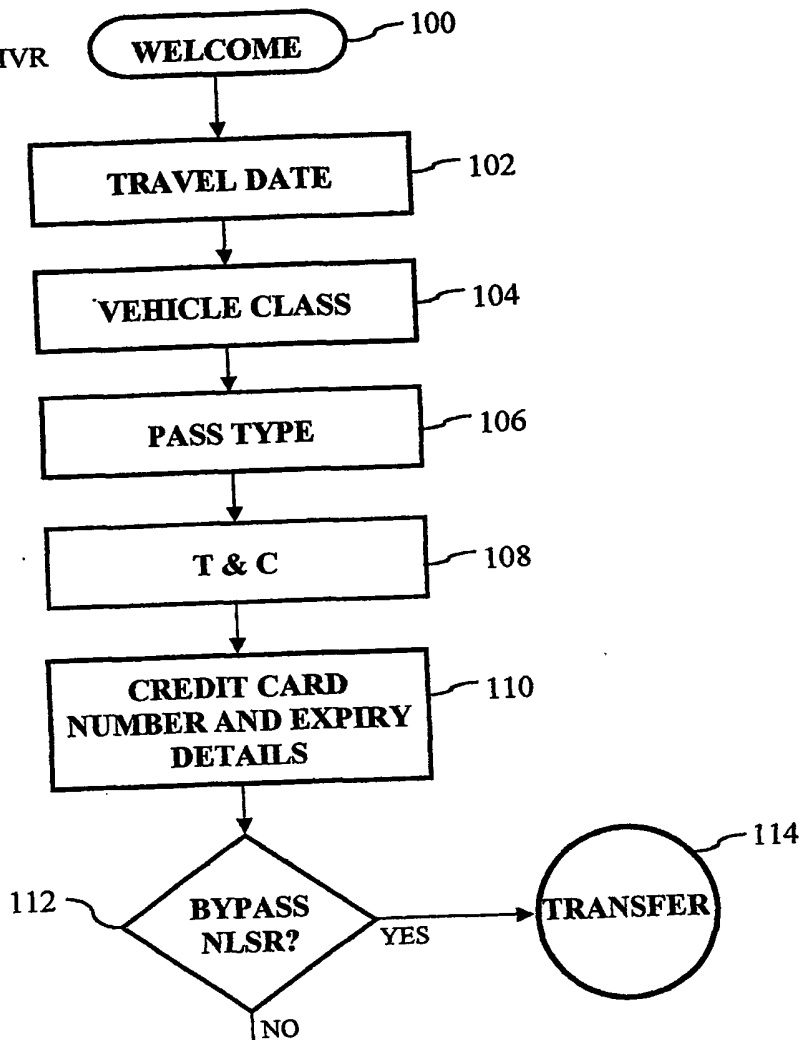 IVR
WELCOME
100
TRAVEL DATE
102
VEHICLE CLASS
104
PASS TYPE
106
T & C
108
CREDIT CARD
NUMBER AND EXPIRY
DETAILS
110
112
BYPASS
NLSR?
YES
TRANSFER
114
NO